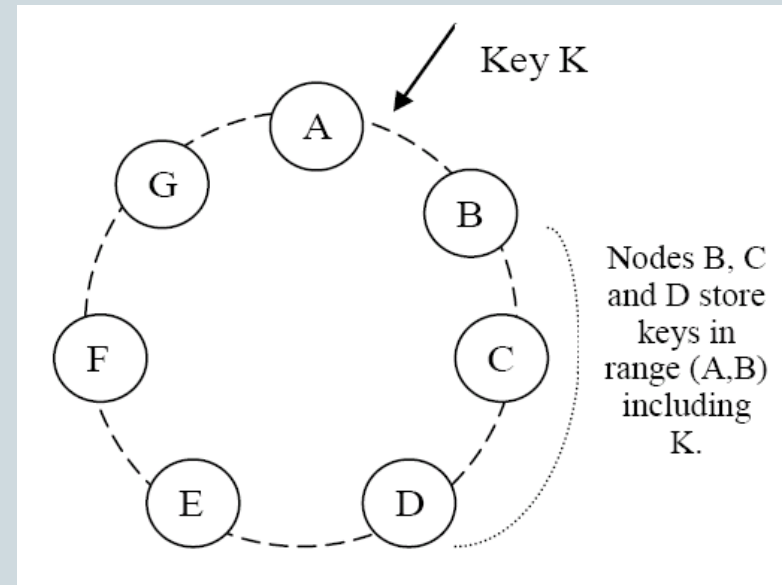 Key K
A
G
B
Nodes B, C
and D store
keys in
range (A,B)
including
K.
F
C
E
D